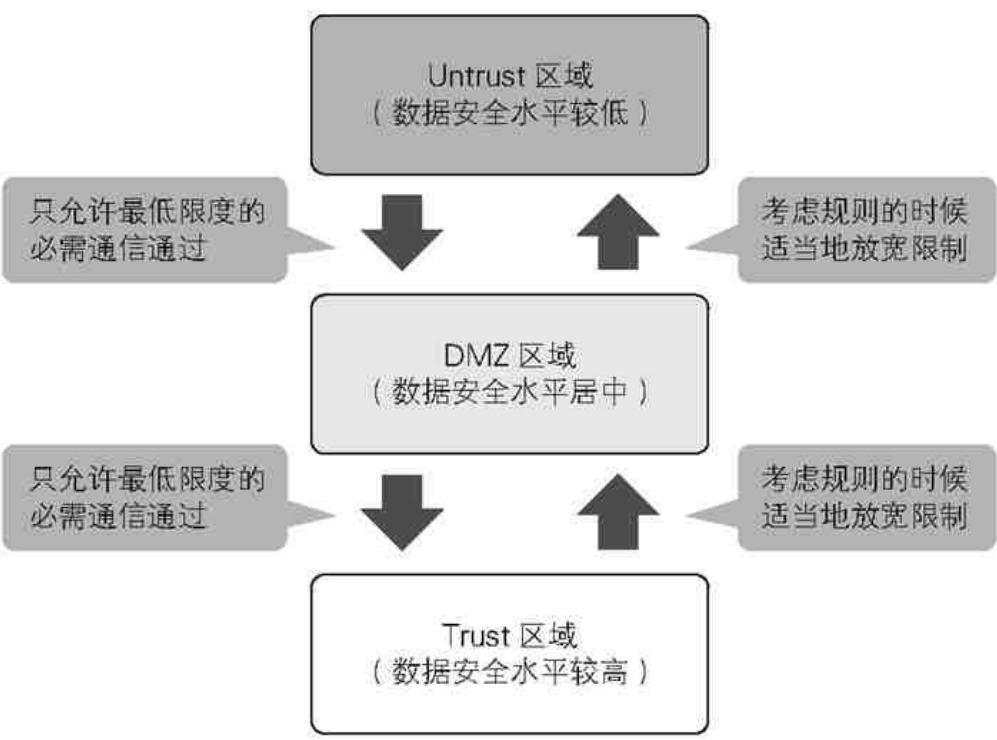 Untrust 区域
（数据安全水平较低）
只允许最低限度的
必需通信通过
考虑规则的时候
适当地放宽限制
DMZ 区域
（数据安全水平居中）
只允许最低限度的
必需通信通过
考虑规则的时候
适当地放宽限制
Trust 区域
（数据安全水平较高）